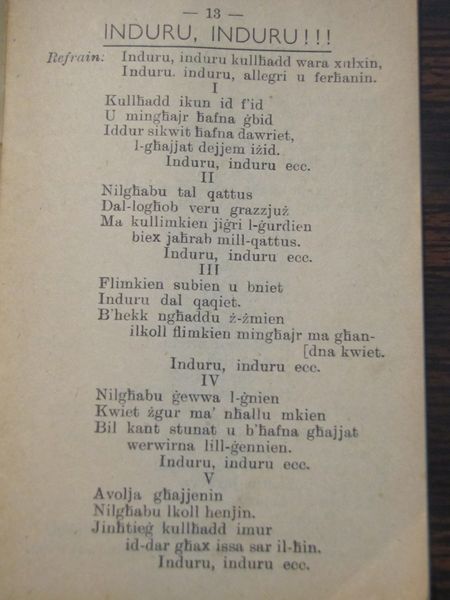 — 13 —
INDURU, INDURU!!!
Refrain: Induru, induru kullħadd wara xulxin,
Induru. induru, allegri u ferħanin.
I
Kullħadd ikun id f'id
U mingħajr ħafna ġbid
Iddur sikwit ħafna dawriet,
l-għajjat dejjem iżid.
Induru, induru ecc.
II
Nilgħabu tal qattus
Dal-logħob veru grazzjuż
Ma kullimkien jiġri l-ġurdien
biex jaħrab mill-qattus.
Induru, induru ecc.
III
Flimkien subien u bniet
Induru dal qaqiet.
B'hekk ngħaddu ż-żmien
ilkoll flimkien mingħajr ma għan-
[dna kwiet.
Induru, induru ecc.
IV
Nilgħabu ġewwa l-ġnien
Kwiet żgur ma' nħallu mkien
Bil kant stunat u b'ħafna għajjat
werwirna lill-ġennien.
Induru, induru ecc.
V
Avolja għajjenin
Nilgħabu lkoll henjin.
Jinħtieġ kullħadd imur
id-dar għax issa sar il-ħin.
Induru, induru ecc.